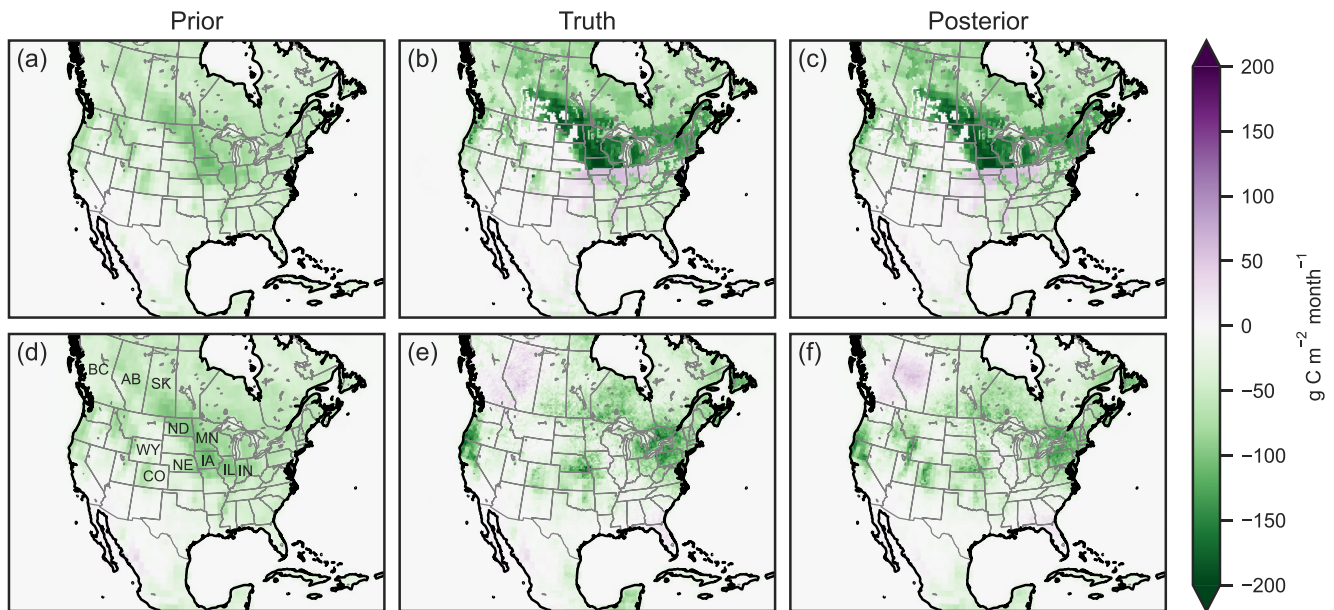 Prior Truth Posterior
(a) (b) (c)
200
150
100
50
0
−50
−100
−150
−200
g C m⁻² month⁻¹
(d) (e) (f)
BC AB SK
ND
MN
WY
NE IA IL IN
CO